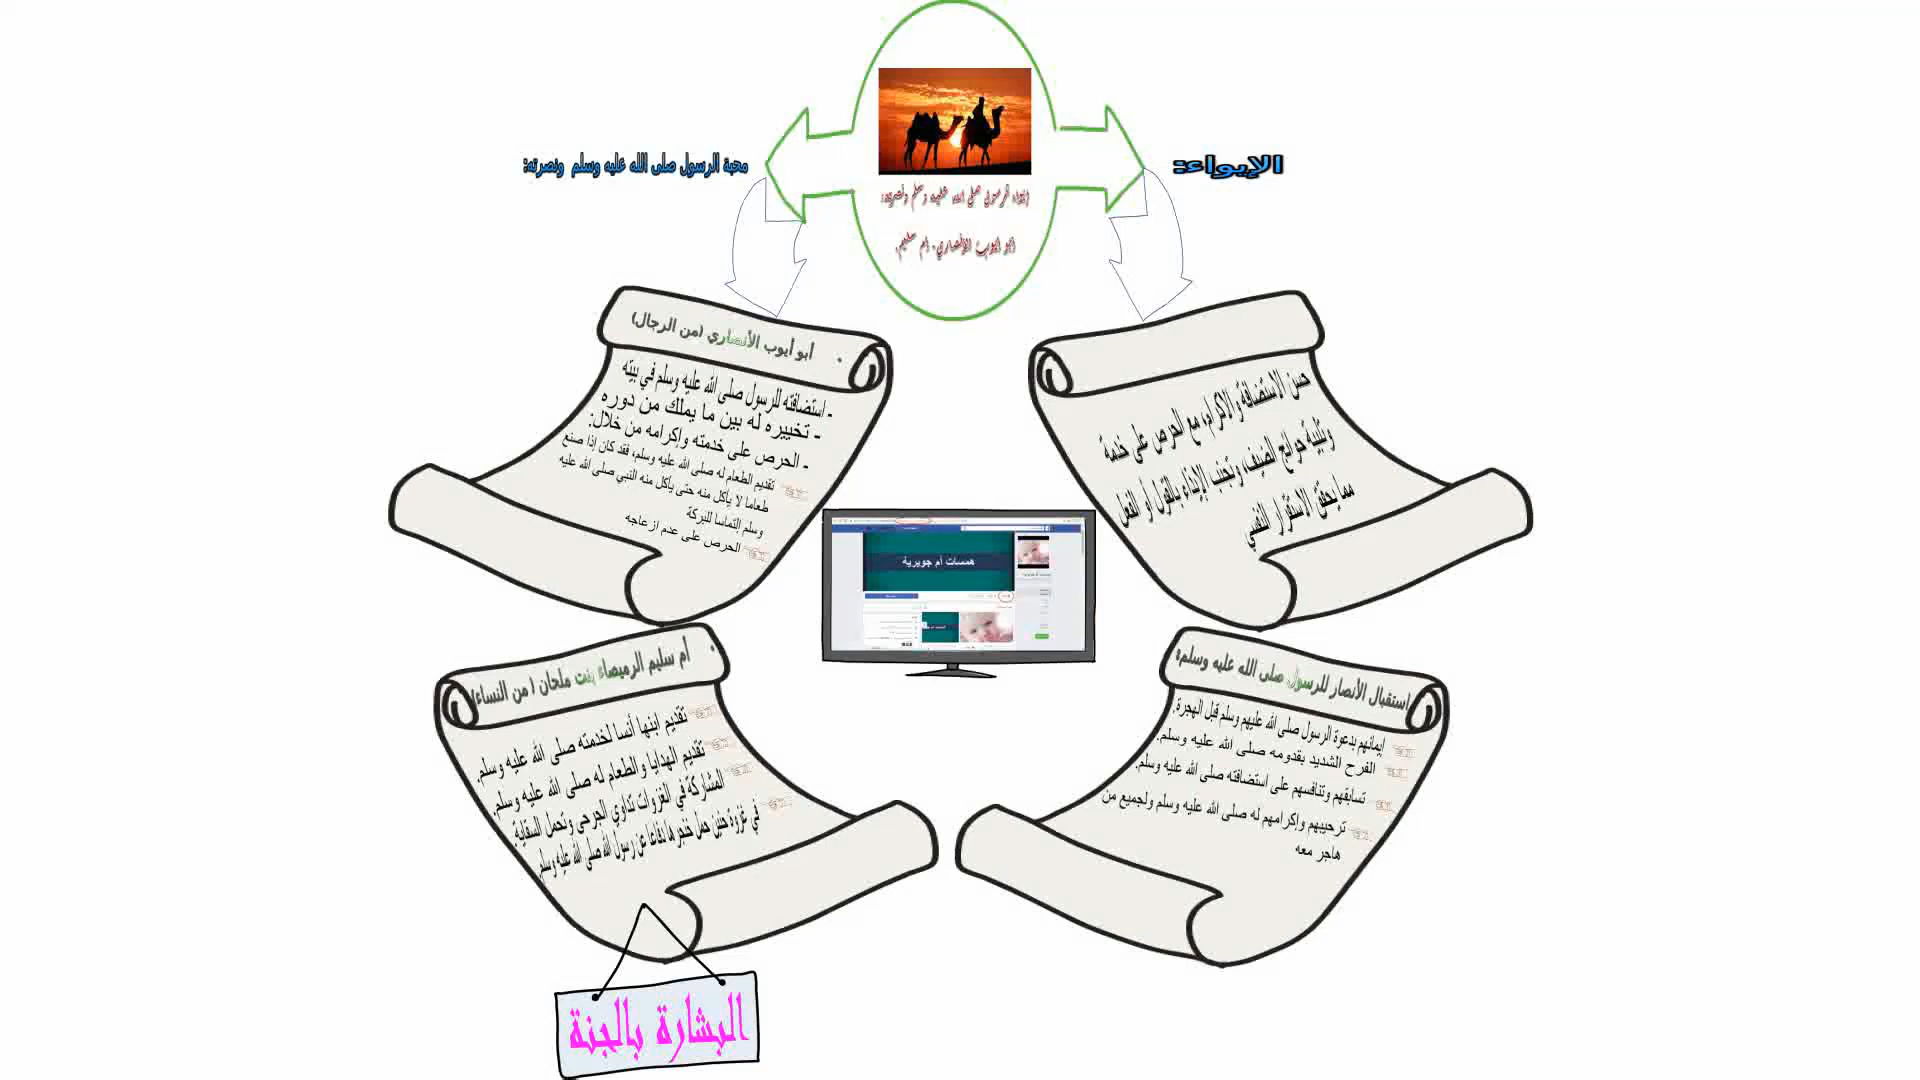 إيواء الرسول صلى الله عليه وسلم ونصرته:
أبو أيوب الأنصاري- أم سليم.
الإيواء:
حسن الاستضافة والاكرام، مع الحرص على خدمة
وتلبية حوائج الضيف، وتجنب الإيذاء بالقول أو الفعل
مما يحقق الاستقرار النفسي
استقبال الأنصار للرسول صلى الله عليه وسلم:
إيمانهم بدعوة الرسول صلى الله عليهم وسلم قبل الهجرة.
الفرح الشديد بقدومه صلى الله عليه وسلم.
تسابقهم وتنافسهم على استضافته صلى الله عليه وسلم.
ترحيبهم وإكرامهم له صلى الله عليه وسلم ولجميع من
هاجر معه
محبة الرسول صلى الله عليه وسلم ونصرته:
• أبو أيوب الأنصاري (من الرجال)
- استضافته للرسول صلى الله عليه وسلم في بيته
- تخييره له بين ما يملك من دوره
- الحرص على خدمته وإكرامه من خلال:
تقديم الطعام له صلى الله عليه وسلم، فقد كان إذا صنع
طعاما لا يأكل منه حتى يأكل منه النبي صلى الله عليه
وسلم إلتماسا للبركة
الحرص على عدم ازعاجه
• أم سليم الرميصاء بنت ملحان ( من النساء)
تقديم ابنها أنسا لخدمته صلى الله عليه وسلم.
تقديم الهدايا والطعام له صلى الله عليه وسلم.
المشاركة في الغزوات تداوي الجرحى وتحمل السقاية.
في غزوة حنين حمل خنجرها دفاعا عن رسول الله صلى الله عليه وسلم
البشارة بالجنة
همسات أم جويرية